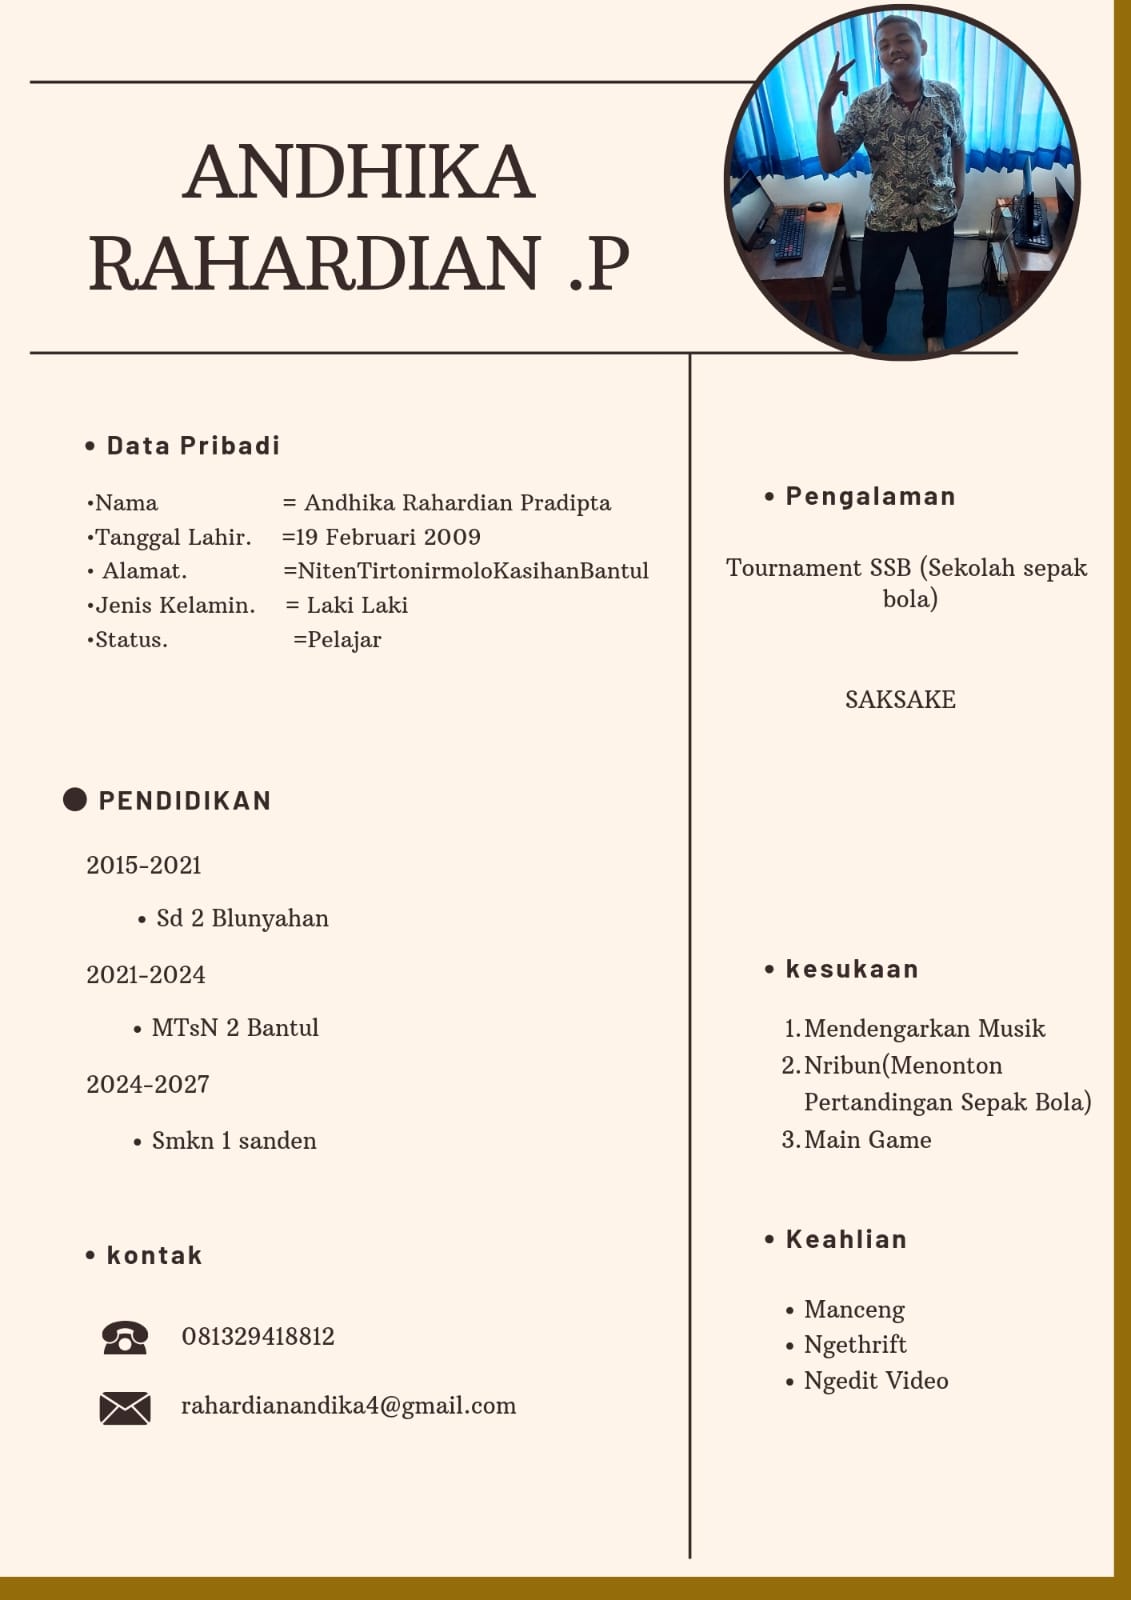 ANDHIKA
RAHARDIAN .P
• Data Pribadi
•Nama = Andhika Rahardian Pradipta
•Tanggal Lahir. =19 Februari 2009
• Alamat. =NitenTirtonirmoloKasihanBantul
•Jenis Kelamin. = Laki Laki
•Status. =Pelajar
● PENDIDIKAN
2015-2021
• Sd 2 Blunyahan
2021-2024
• MTsN 2 Bantul
2024-2027
• Smkn 1 sanden
• kontak
081329418812
rahardianandika4@gmail.com
• Pengalaman
Tournament SSB (Sekolah sepak
bola)
SAKSAKE
• kesukaan
1. Mendengarkan Musik
2. Nribun(Menonton
Pertandingan Sepak Bola)
3. Main Game
• Keahlian
• Manceng
• Ngethrift
• Ngedit Video